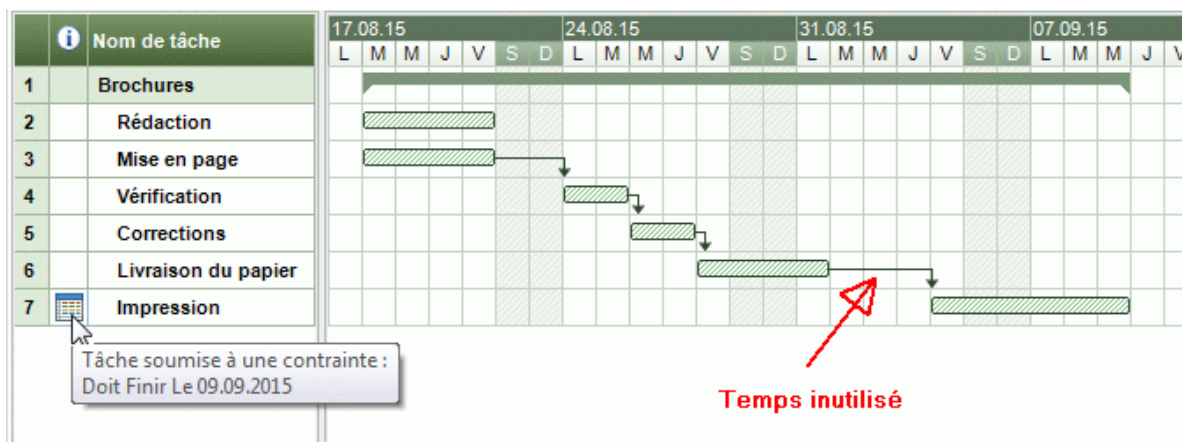 Nom de tâche
17.08.15 24.08.15 31.08.15 07.09.15
L M M J V S D L M M J V S D L M M J V S D L M M J V
1 Brochures
2 Rédaction
3 Mise en page
4 Vérification
5 Corrections
6 Livraison du papier
7 Impression
Tâche soumise à une contrainte :
Doit Finir Le 09.09.2015
Temps inutilisé